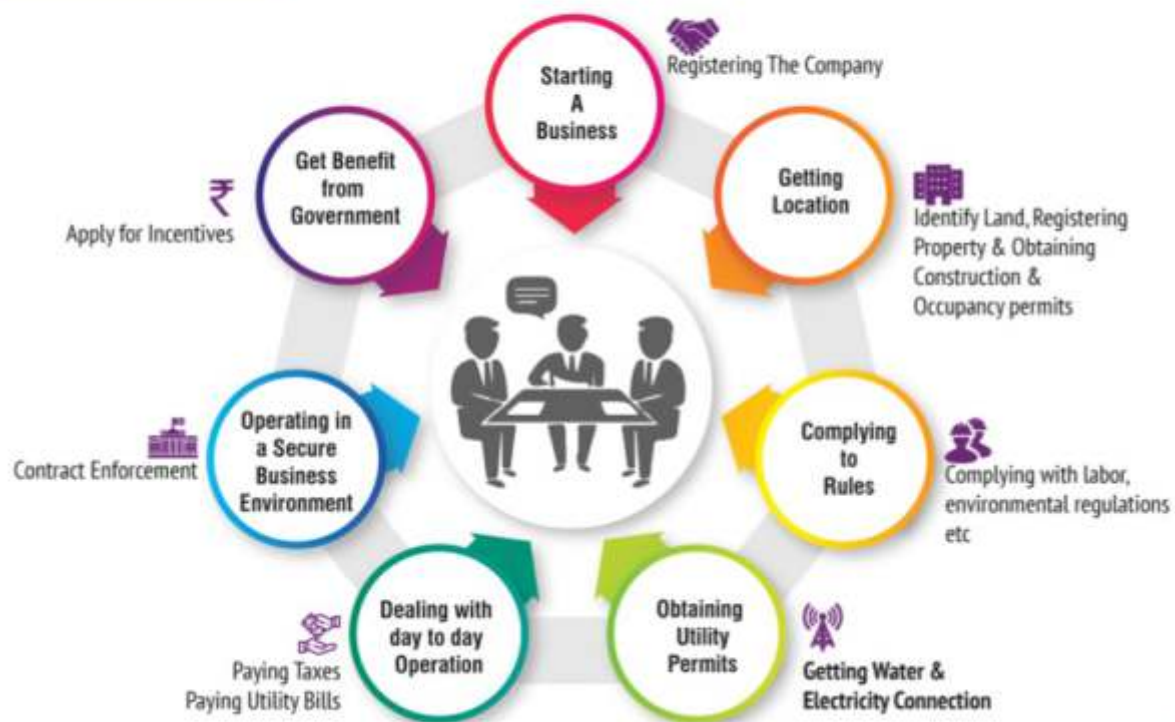 Starting
A
Business
Registering The Company
Getting
Location
Identify Land, Registering
Property & Obtaining
Construction &
Occupancy permits
Complying
to
Rules
Complying with labor,
environmental regulations
etc
Obtaining
Utility
Permits
Getting Water &
Electricity Connection
Dealing with
day to day
Operation
Paying Taxes
Paying Utility Bills
Operating in
a Secure
Business
Environment
Contract Enforcement
Get Benefit
from
Government
₹
Apply for Incentives